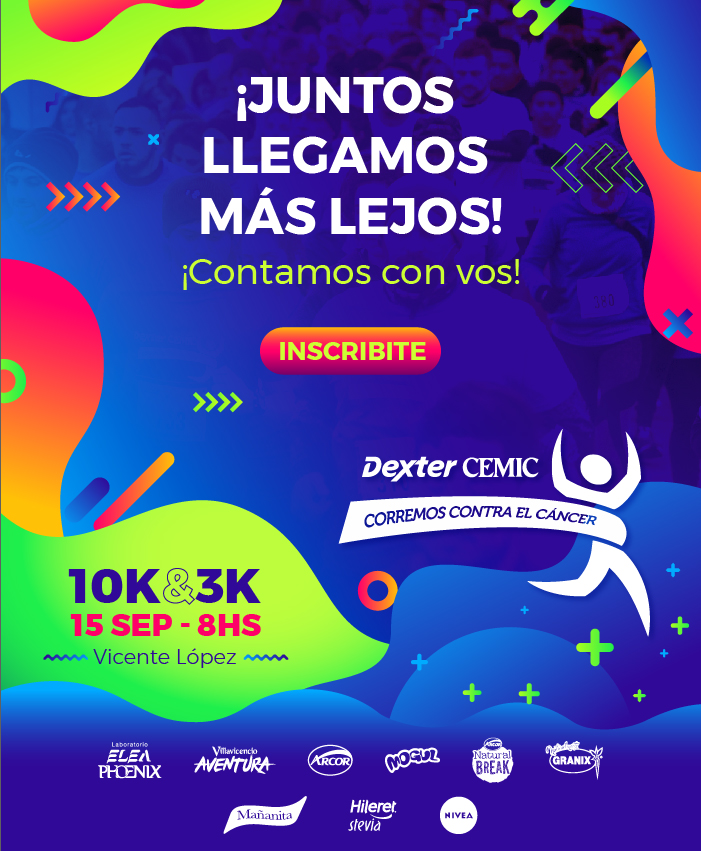 ¡JUNTOS
LLEGAMOS
MÁS LEJOS!
¡Contamos con vos!
INSCRIBITE
Dexter CEMIC
CORREMOS CONTRA EL CÁNCER
10K&3K
15 SEP - 8HS
Vicente López
Laboratorio
ELEA
PHOENIX
Villavicencio
AVENTURA
ARCOR
MOGUL
ARCOR
Natural
BREAK
GRANIX
Mañanita
Hileret
stevia
NIVEA